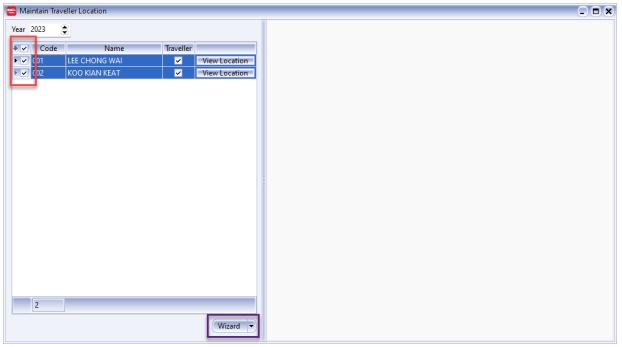 Maintain Traveller Location
Year 2023
Code Name Traveller
001 LEE CHONG WAI View Location
002 KOO KIAN KEAT View Location
2
Wizard